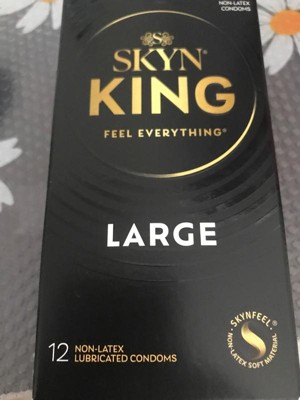 NON-LATEX
CONDOMS
SKYN®
KING
FEEL EVERYTHING®
LARGE
SKYNFEEL®
NON-LATEX SOFT MATERIAL
12 NON-LATEX
LUBRICATED CONDOMS